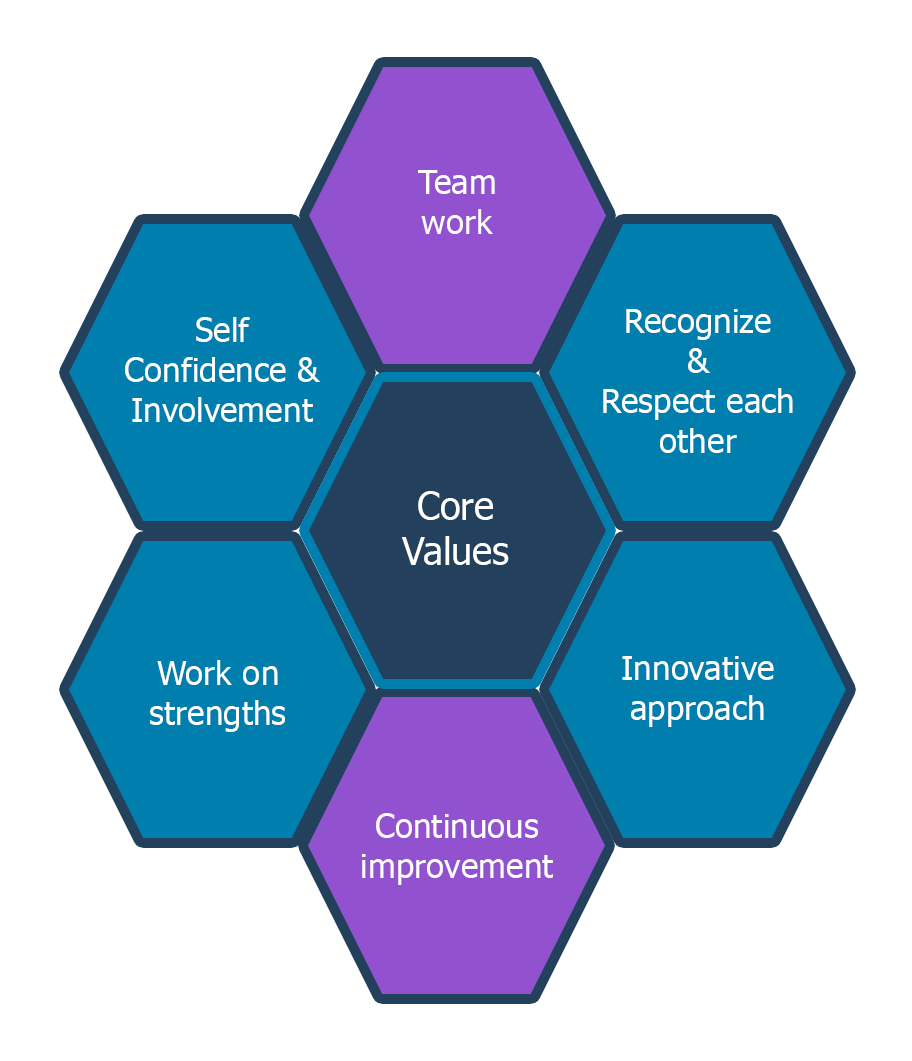 Team
work
Recognize
&
Respect each
other
Self
Confidence &
Involvement
Core
Values
Innovative
approach
Work on
strengths
Continuous
improvement